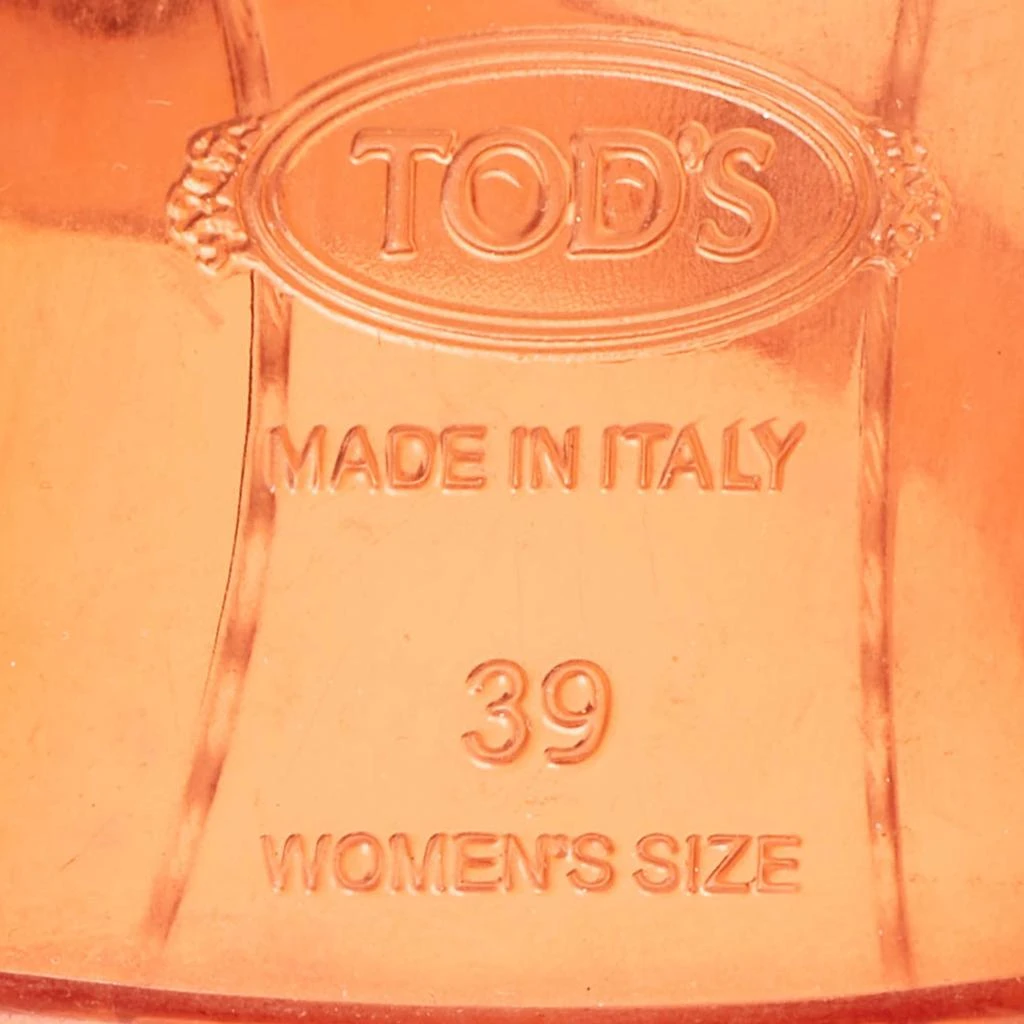 TOD'S
MADE IN ITALY
39
WOMEN'S SIZE